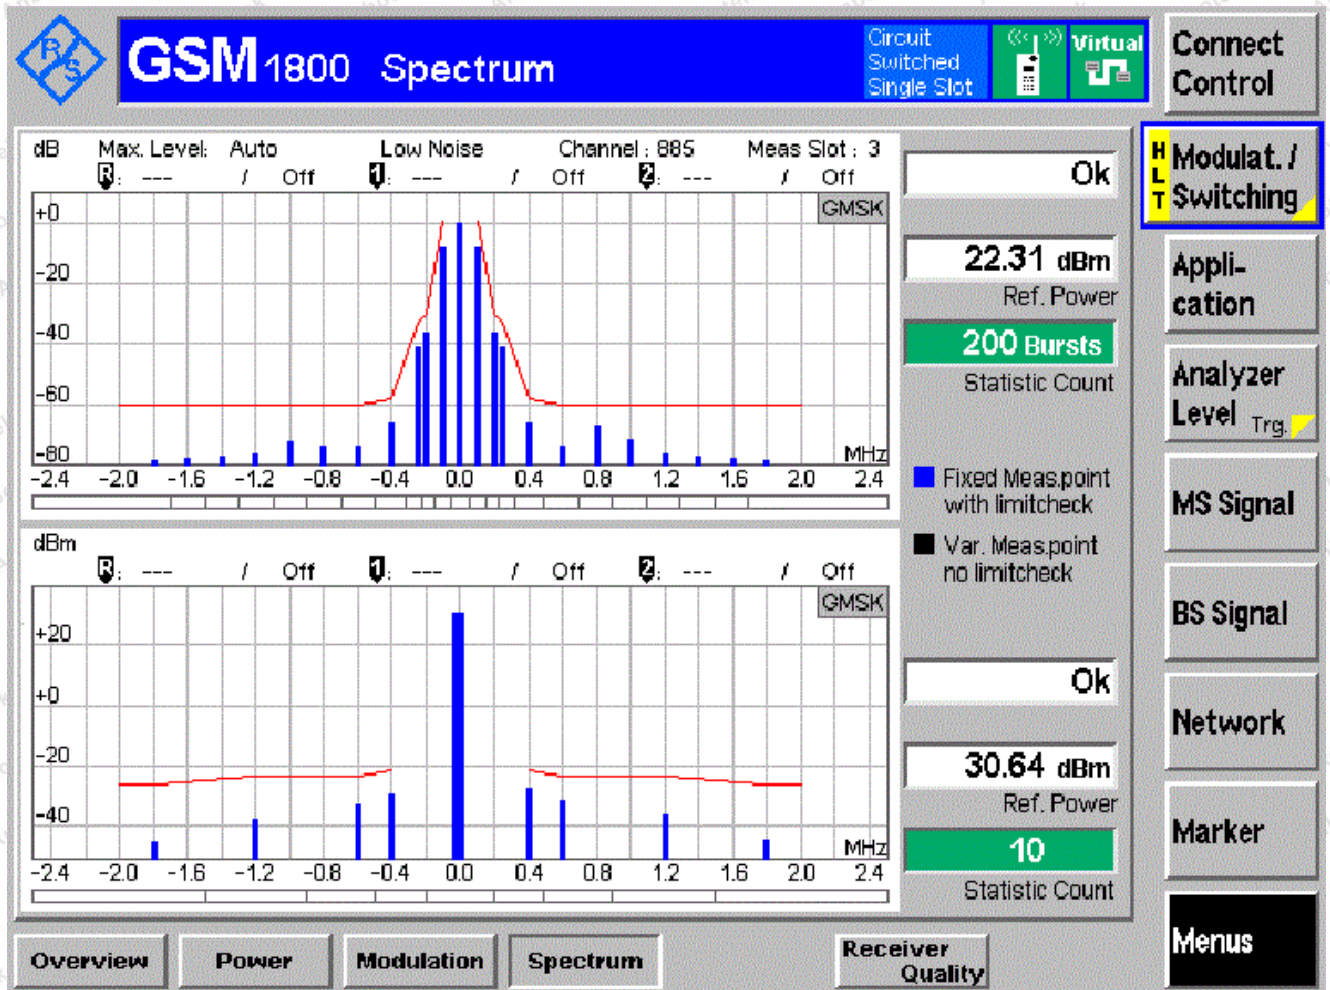 R S
GSM 1800 Spectrum
Circuit
Switched
Single Slot
Virtual
Connect
Control
dB Max. Level: Auto Low Noise Channel : 885 Meas Slot : 3
R : --- / Off 1 : --- / Off 2 : --- / Off
GMSK
+0
-20
-40
-60
-80
MHz
-2.4 -2.0 -1.6 -1.2 -0.8 -0.4 0.0 0.4 0.8 1.2 1.6 2.0 2.4
Ok
22.31 dBm
Ref. Power
200 Bursts
Statistic Count
Fixed Meas.point
with limitcheck
Var. Meas.point
no limitcheck
dBm
R : --- / Off 1 : --- / Off 2 : --- / Off
GMSK
+20
+0
-20
-40
MHz
-2.4 -2.0 -1.6 -1.2 -0.8 -0.4 0.0 0.4 0.8 1.2 1.6 2.0 2.4
Ok
30.64 dBm
Ref. Power
10
Statistic Count
HLT
Modulat. /
Switching
Appli-
cation
Analyzer
Level Trg.
MS Signal
BS Signal
Network
Marker
Menus
Overview Power Modulation Spectrum
Receiver
Quality